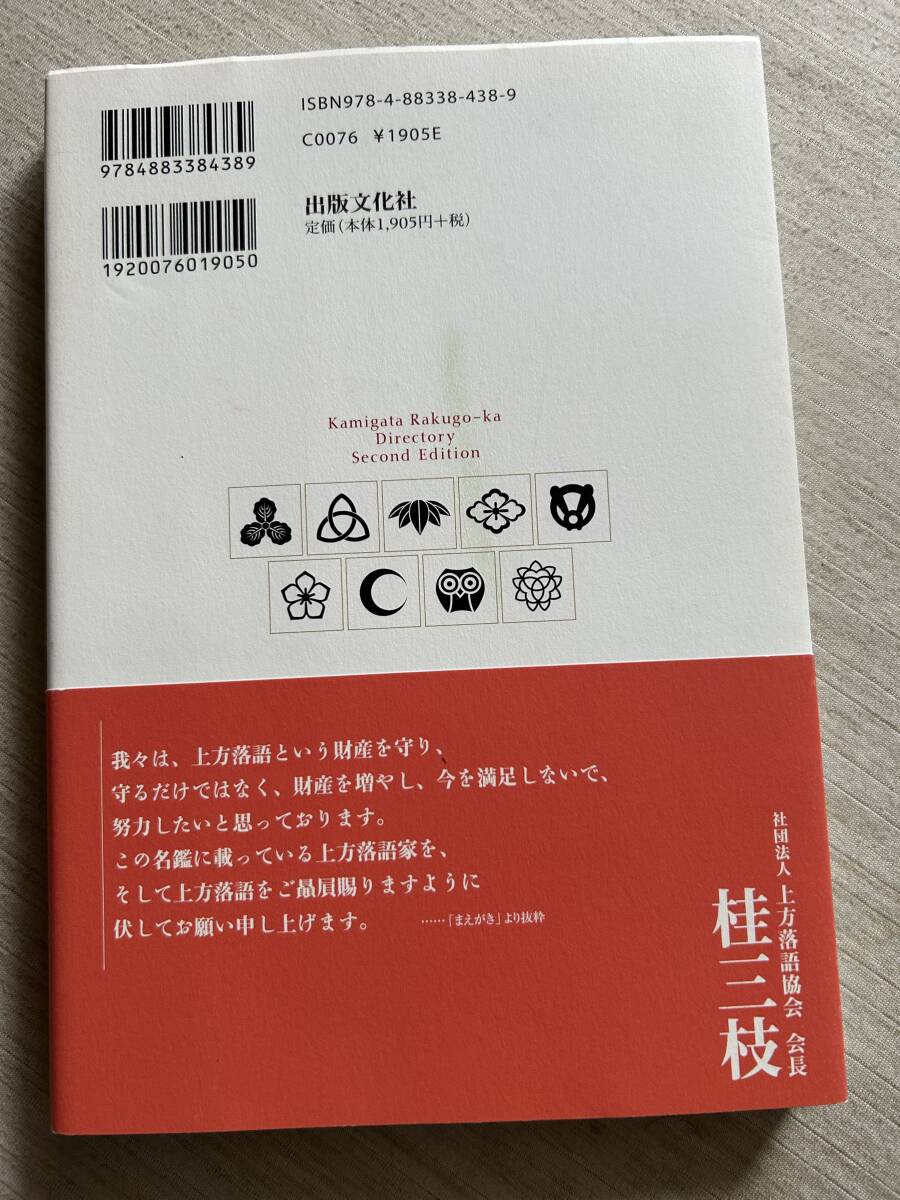 ISBN978-4-88338-438-9
C0076 ¥1905E
9784883384389
1920076019050
出版文化社
定価(本体1,905円+税)
Kamigata Rakugo-ka
Directory
Second Edition
我々は、上方落語という財産を守り、
守るだけではなく、財産を増やし、今を満足しないで、
努力したいと思っております。
この名鑑に載っている上方落語家を、
そして上方落語をご贔屓賜りますように
伏してお願い申し上げます。
……「まえがき」より抜粋
社団法人 上方落語協会 会長
桂三枝